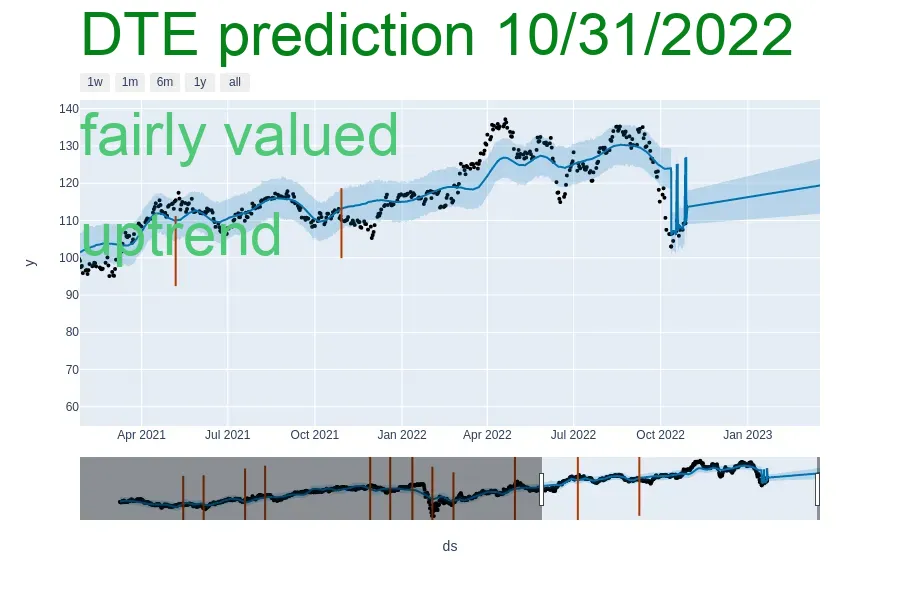 DTE prediction 10/31/2022
1w 1m 6m 1y all
fairly valued
uptrend
140
130
120
110
100
90
80
70
60
y
Apr 2021 Jul 2021 Oct 2021 Jan 2022 Apr 2022 Jul 2022 Oct 2022 Jan 2023
ds